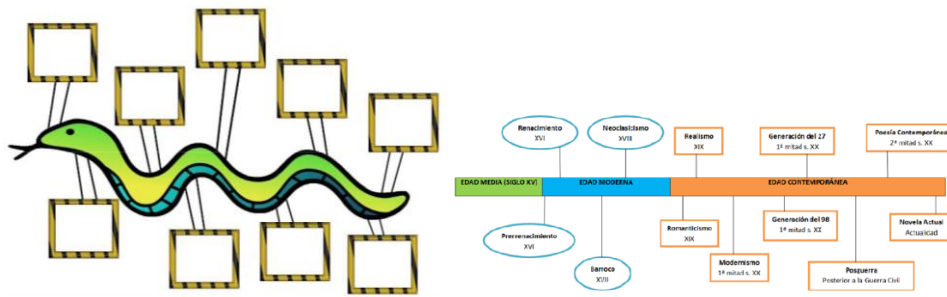 Renacimiento
XVI
Neoclasicismo
XVIII
Realismo
XIX
Generación del 27
1ª mitad s. XX
Poesía Contemporánea
2ª mitad s. XX
EDAD MEDIA (SIGLO XV)
EDAD MODERNA
EDAD CONTEMPORÁNEA
Prerrenacimiento
XVI
Barroco
XVII
Romanticismo
XIX
Modernismo
1ª mitad s. XX
Generación del 98
1ª mitad s. XX
Posguerra
Posterior a la Guerra Civil
Novela Actual
Actualidad